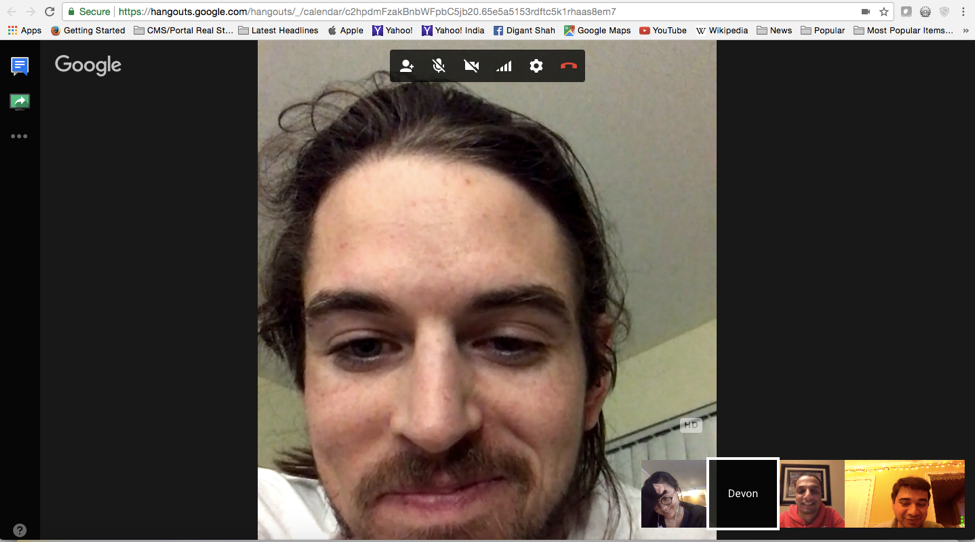 Secure | https://hangouts.google.com/hangouts/_/calendar/c2hpdmFzakBnbWFpbC5jb20.65e5a5153rdftc5k1rhaas8em7
Apps Getting Started CMS/Portal Real St... Latest Headlines Apple Yahoo! Yahoo! India Digant Shah Google Maps YouTube Wikipedia News Popular Most Popular Items... »
Google
HD
Devon
?